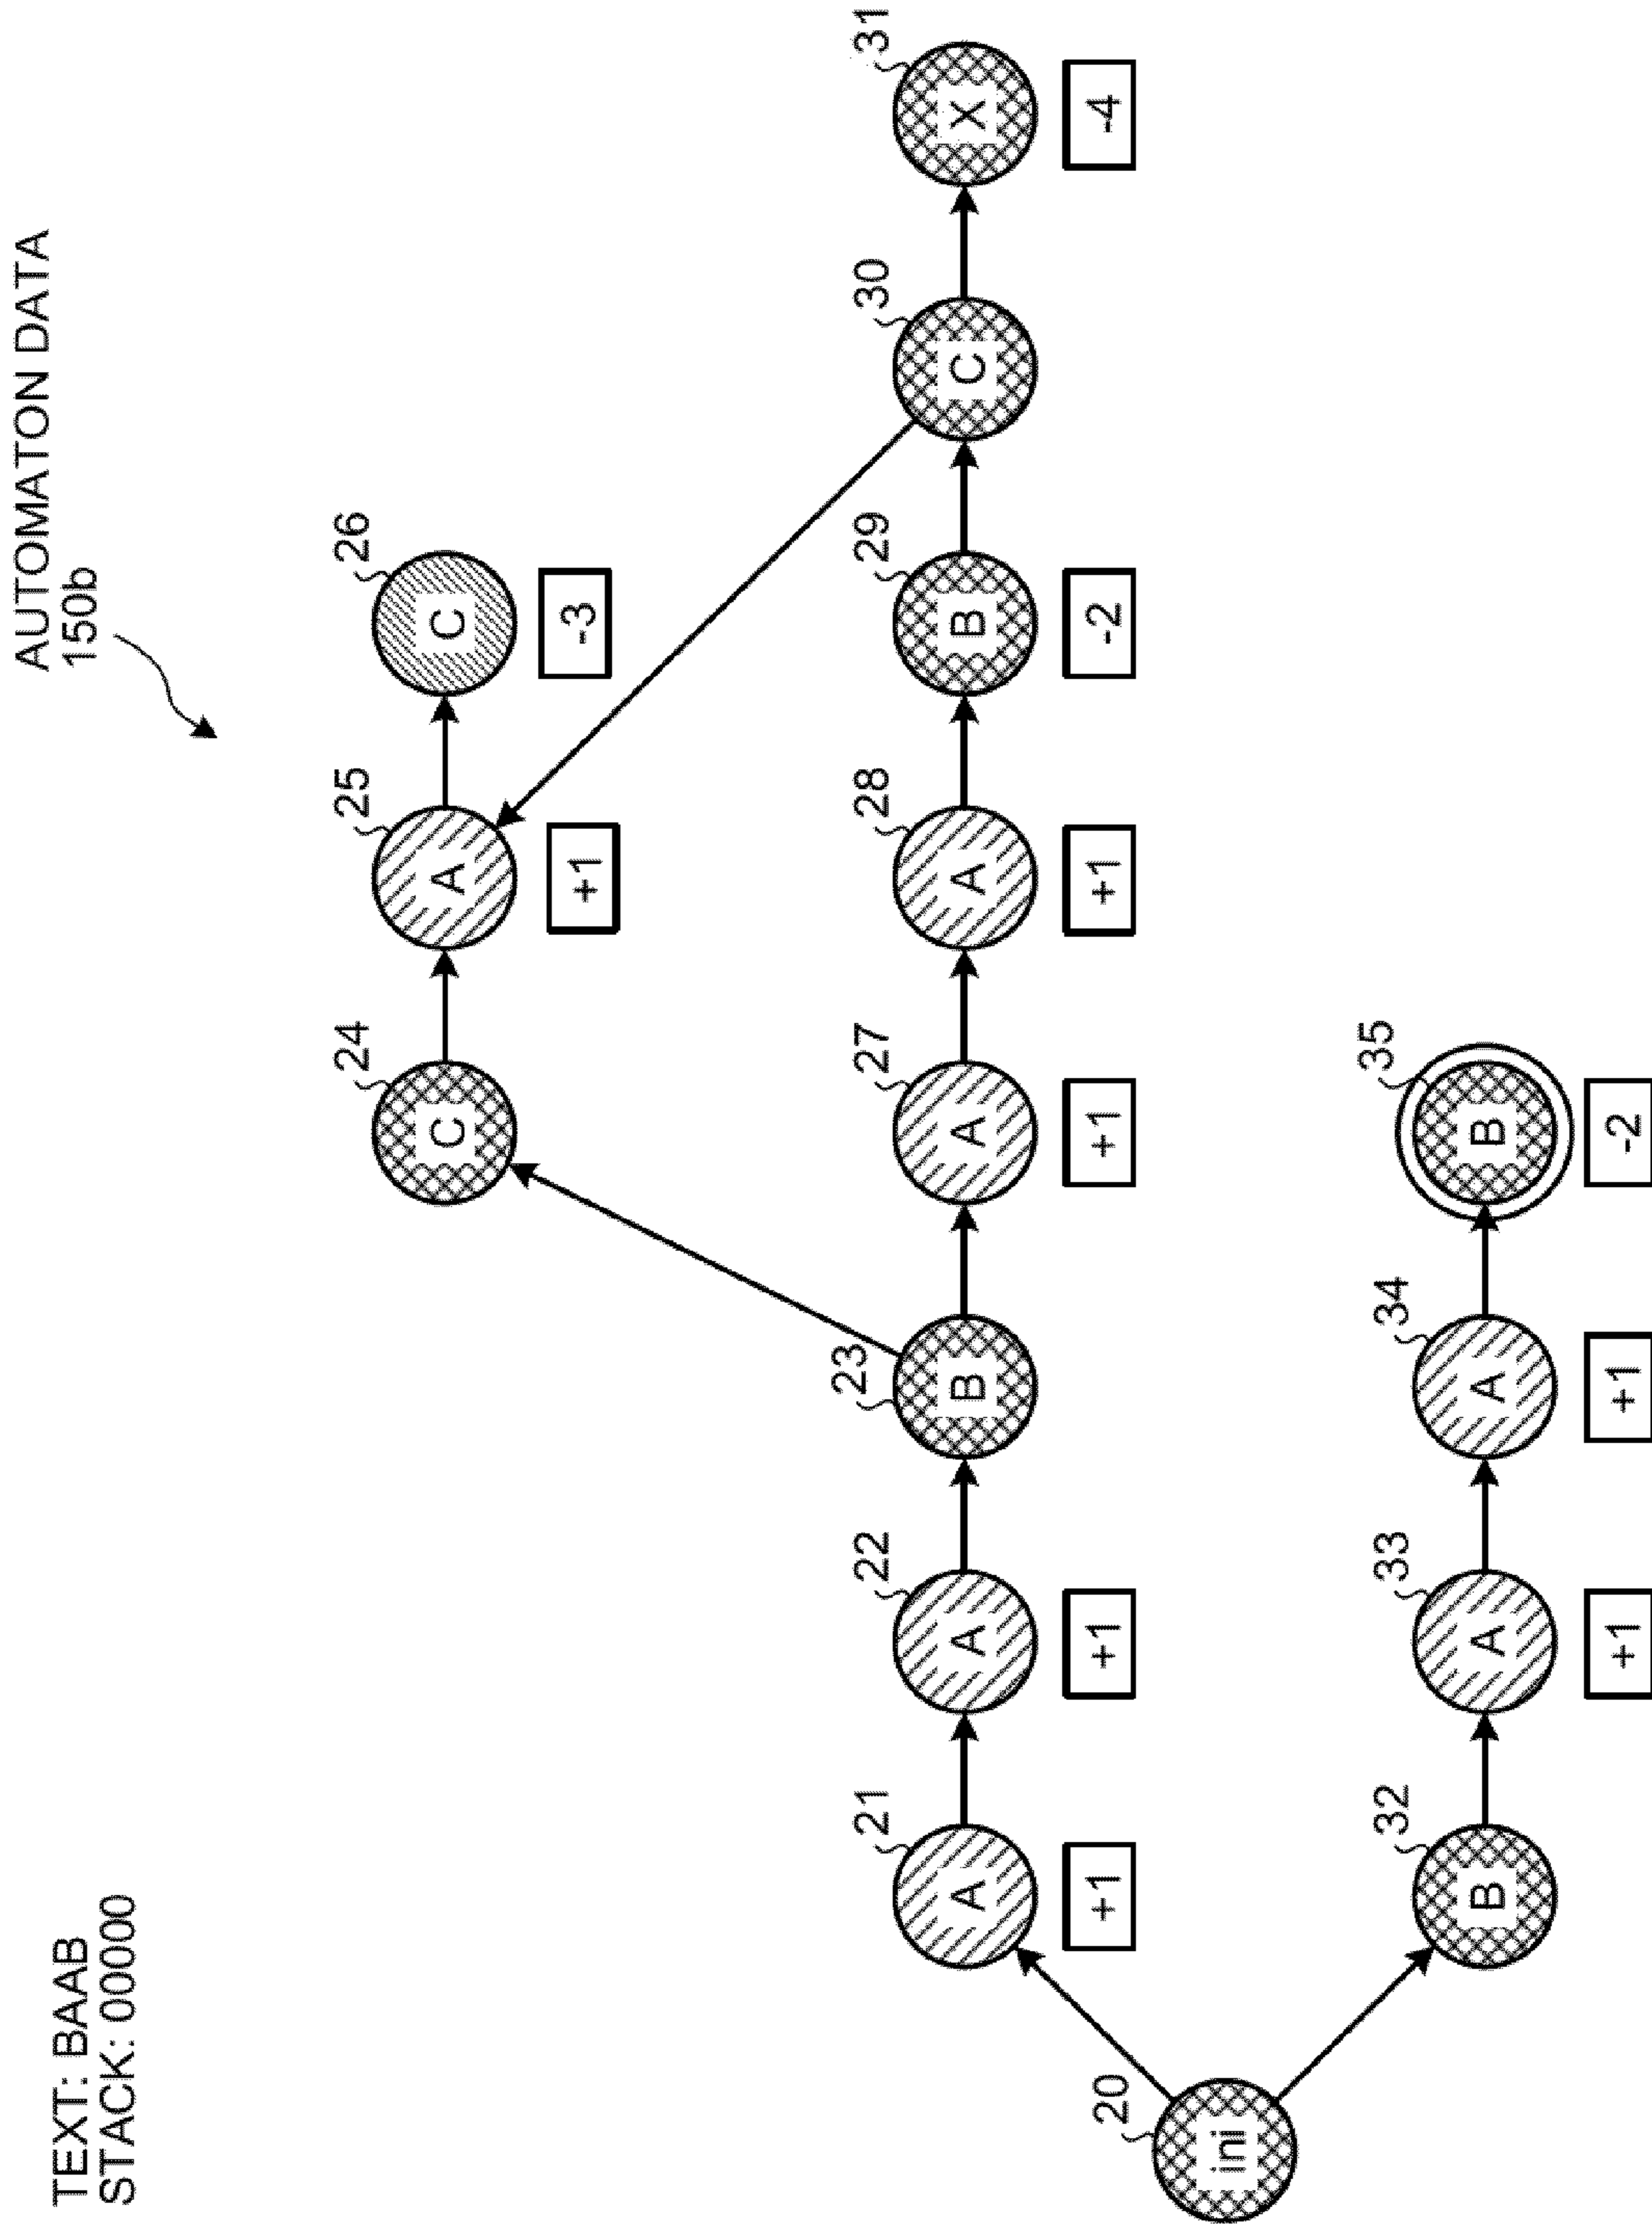 AUTOMATON DATA
150b
TEXT: BAAB
STACK: 00000
24 25 26
C A C
+1 -3
21 22 23 27 28 29 30 31
A A B A A B C X
+1 +1 +1 +1 -2 -4
20
ini
32 33 34 35
B A A B
+1 +1 -2